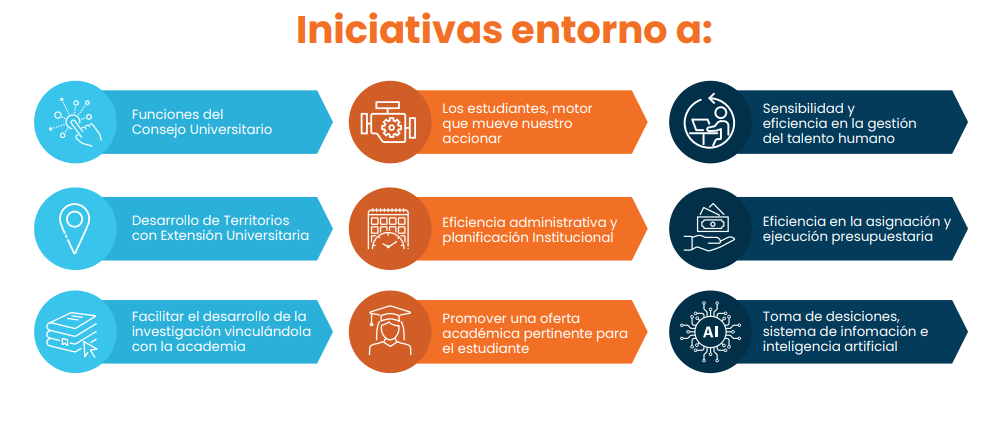 Iniciativas entorno a:
Funciones del
Consejo Universitario
Los estudiantes, motor
que mueve nuestro
accionar
Sensibilidad y
eficiencia en la gestión
del talento humano
Desarrollo de Territorios
con Extensión Universitaria
Eficiencia administrativa y
planificación Institucional
Eficiencia en la asignación y
ejecución presupuestaria
Facilitar el desarrollo de la
investigación vinculándola
con la academia
Promover una oferta
académica pertinente para
el estudiante
AI
Toma de desiciones,
sistema de infomación e
inteligencia artificial